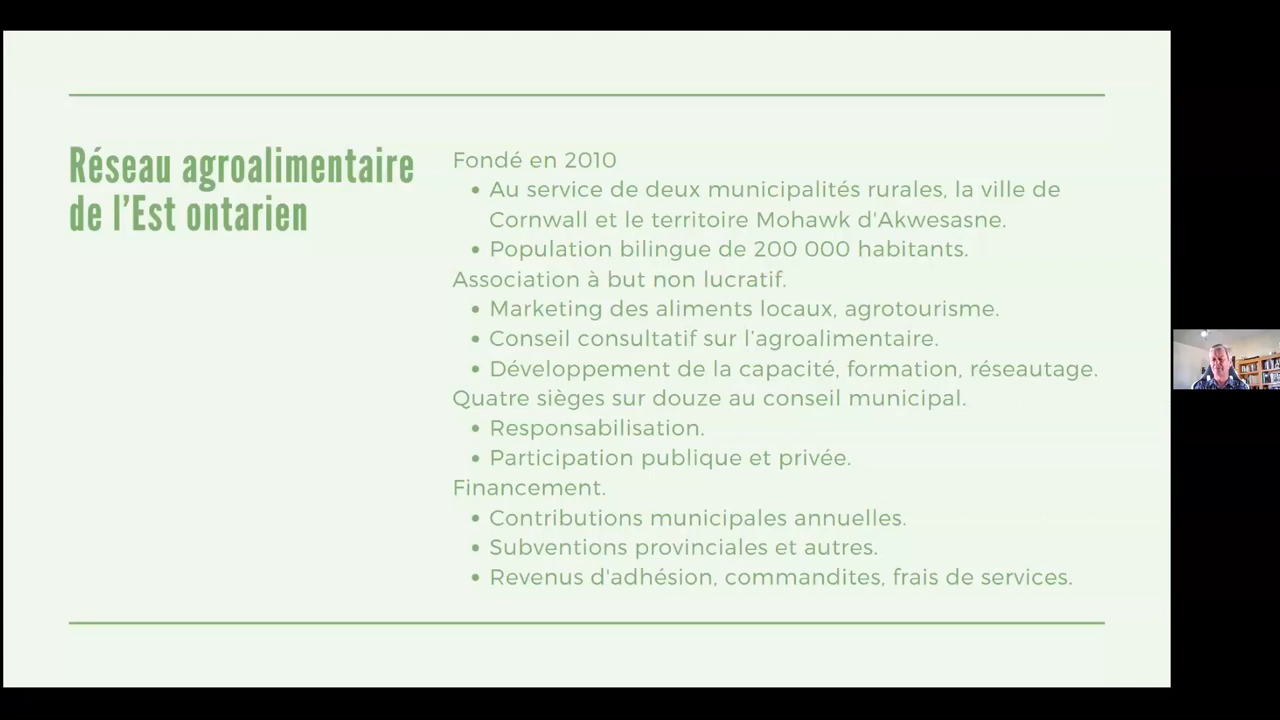 Réseau agroalimentaire
de l'Est ontarien
Fondé en 2010
• Au service de deux municipalités rurales, la ville de
Cornwall et le territoire Mohawk d'Akwesasne.
• Population bilingue de 200 000 habitants.
Association à but non lucratif.
• Marketing des aliments locaux, agrotourisme.
• Conseil consultatif sur l'agroalimentaire.
• Développement de la capacité, formation, réseautage.
Quatre sièges sur douze au conseil municipal.
• Responsabilisation.
• Participation publique et privée.
Financement.
• Contributions municipales annuelles.
• Subventions provinciales et autres.
• Revenus d'adhésion, commandites, frais de services.